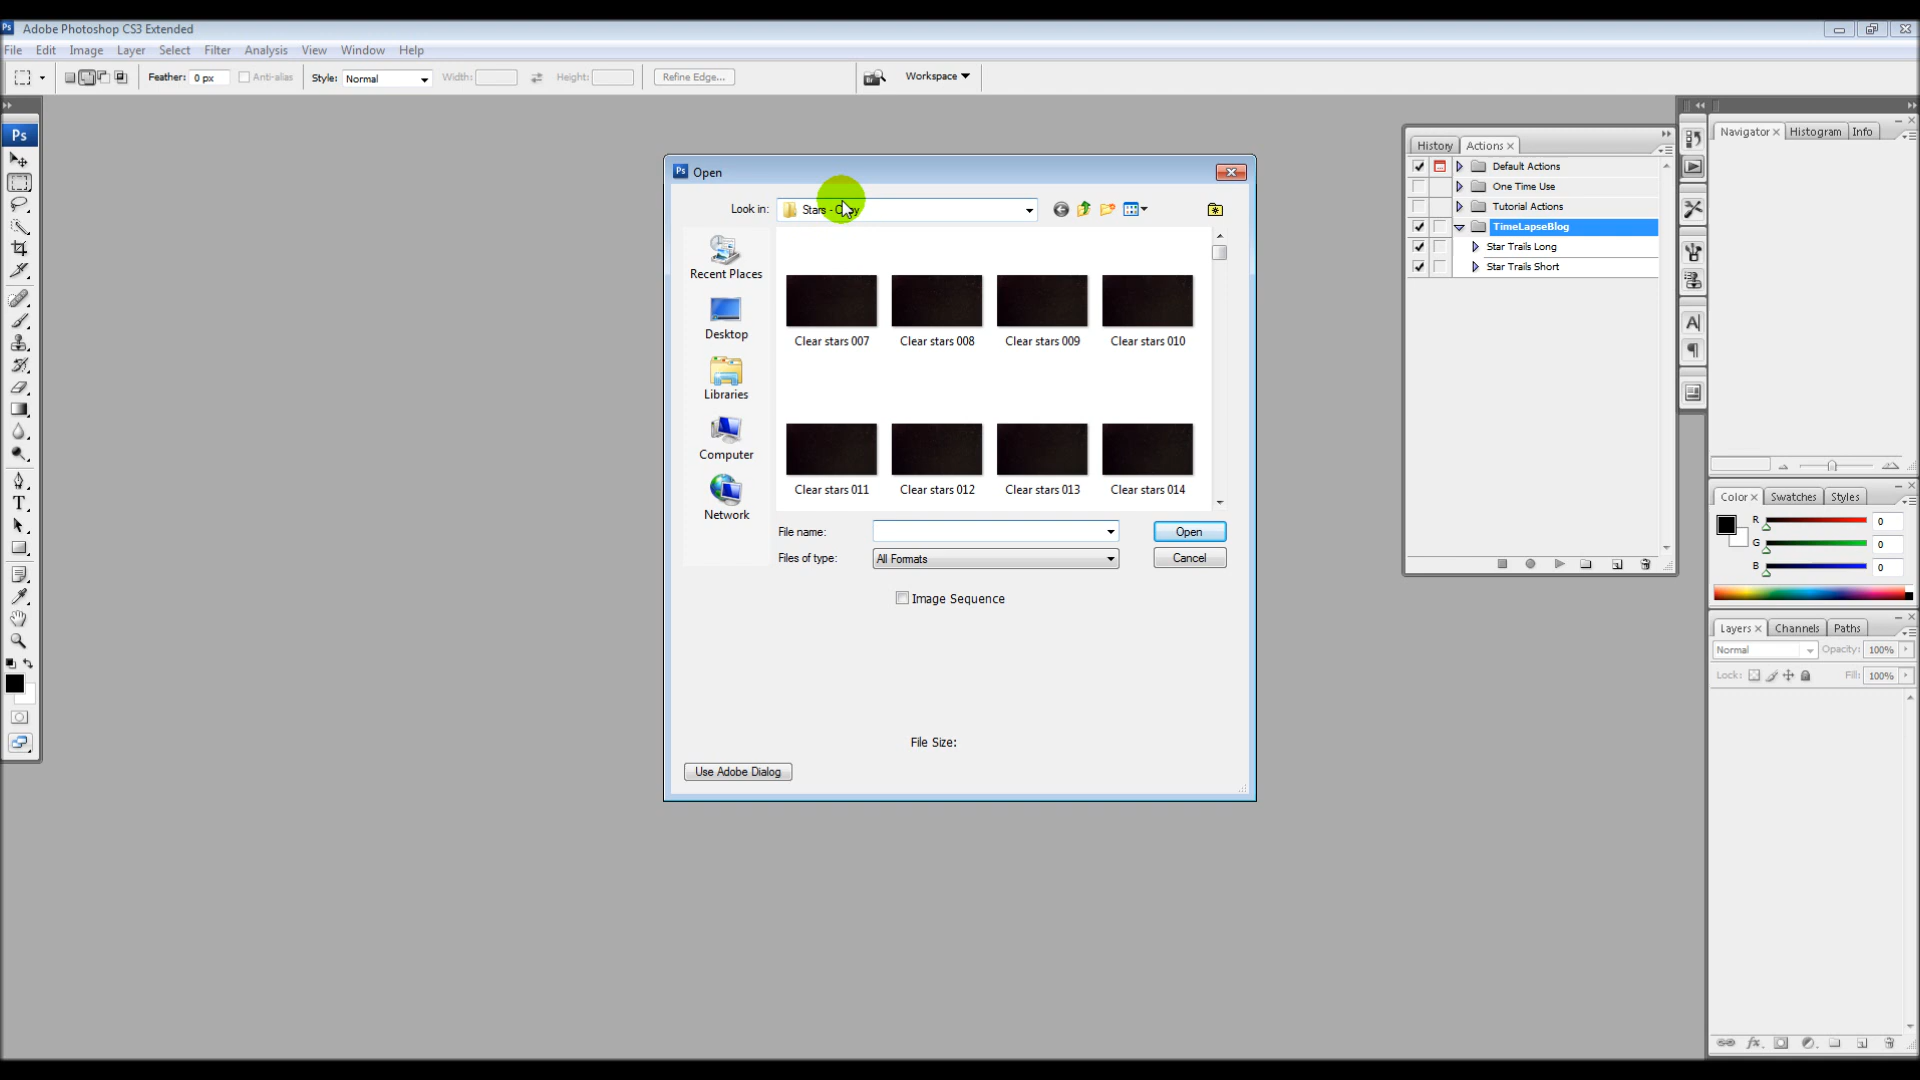 Ps Adobe Photoshop CS3 Extended
File Edit Image Layer Select Filter Analysis View Window Help
Feather: 0 px Anti-alias Style: Normal Width: Height: Refine Edge... Workspace
Ps
Ps Open
Look in: Stars - Copy
Recent Places
Desktop
Libraries
Computer
Network
Clear stars 007 Clear stars 008 Clear stars 009 Clear stars 010
Clear stars 011 Clear stars 012 Clear stars 013 Clear stars 014
File name: Open
Files of type: All Formats Cancel
Image Sequence
File Size:
Use Adobe Dialog
History Actions
Default Actions
One Time Use
Tutorial Actions
TimeLapseBlog
Star Trails Long
Star Trails Short
Navigator Histogram Info
Color Swatches Styles
R 0
G 0
B 0
Layers Channels Paths
Normal Opacity: 100%
Lock: Fill: 100%